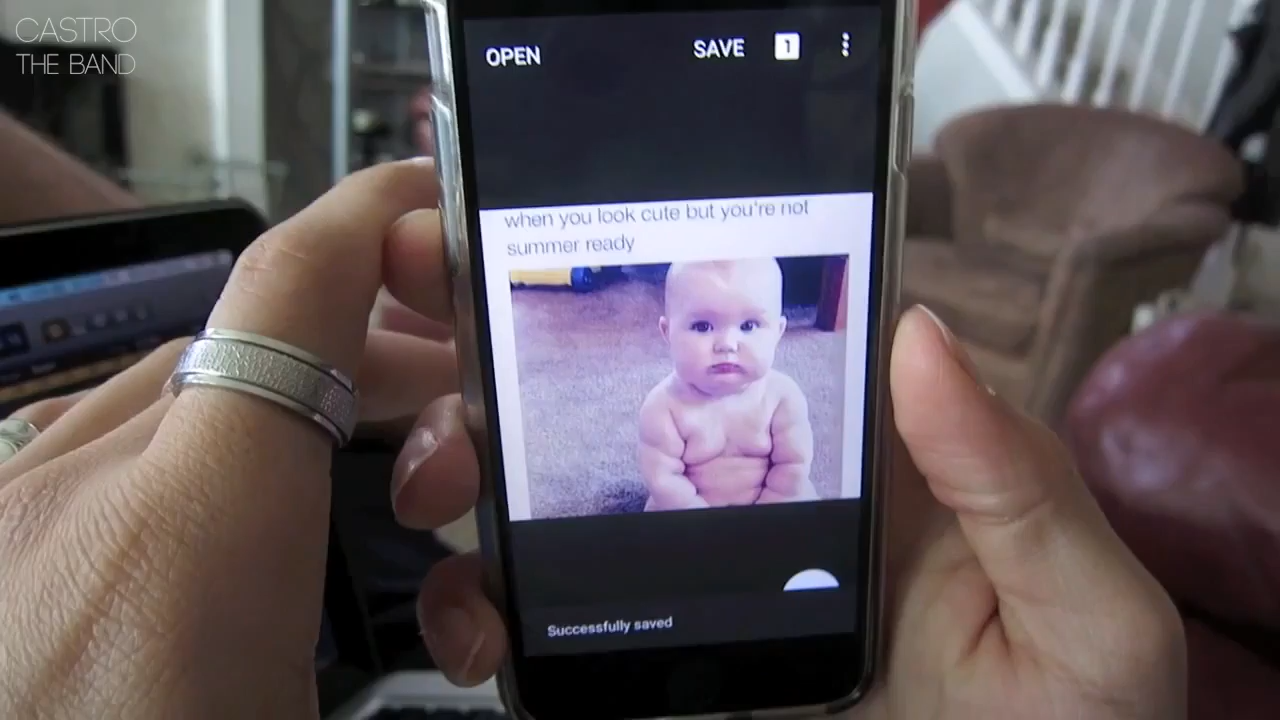 CASTRO
THE BAND
OPEN
SAVE
1
when you look cute but you're not
summer ready
Successfully saved